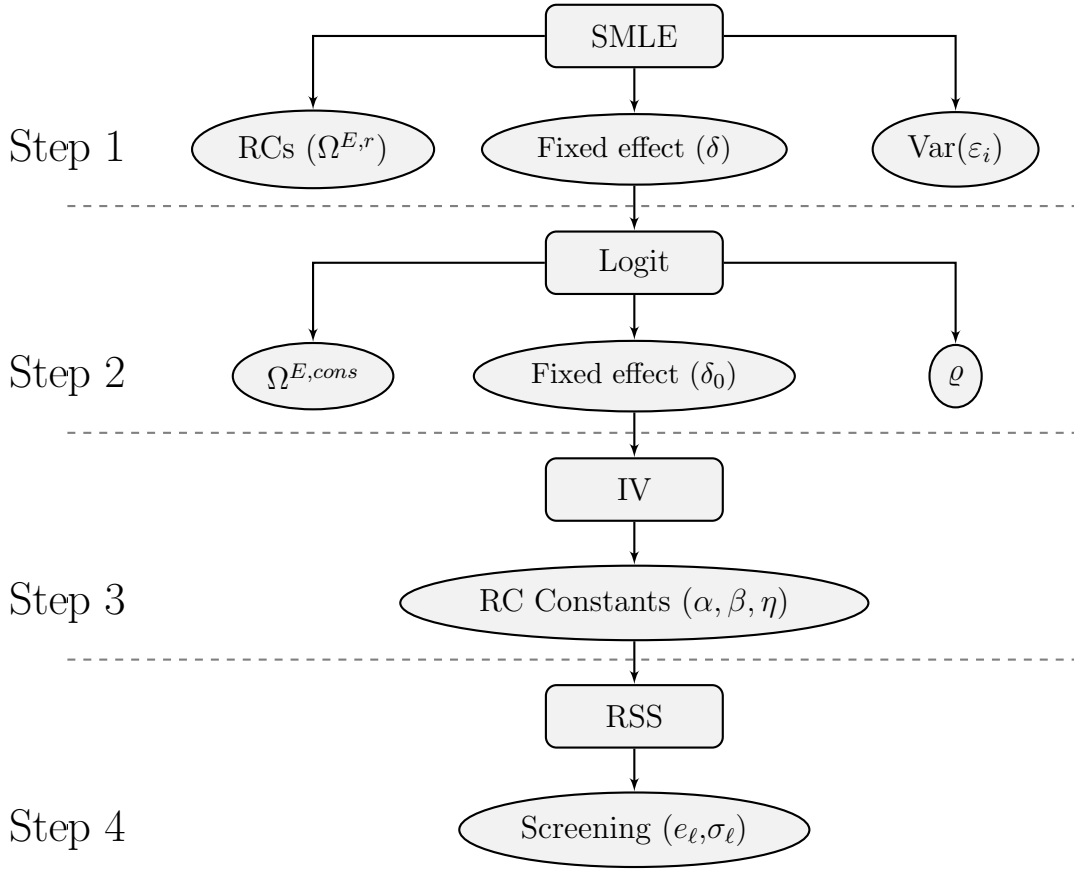 SMLE
Step 1
RCs (Ω^{E,r})
Fixed effect (δ)
Var(ε_i)
Logit
Step 2
Ω^{E,cons}
Fixed effect (δ_0)
ϱ
IV
Step 3
RC Constants (α, β, η)
RSS
Step 4
Screening (e_ℓ,σ_ℓ)